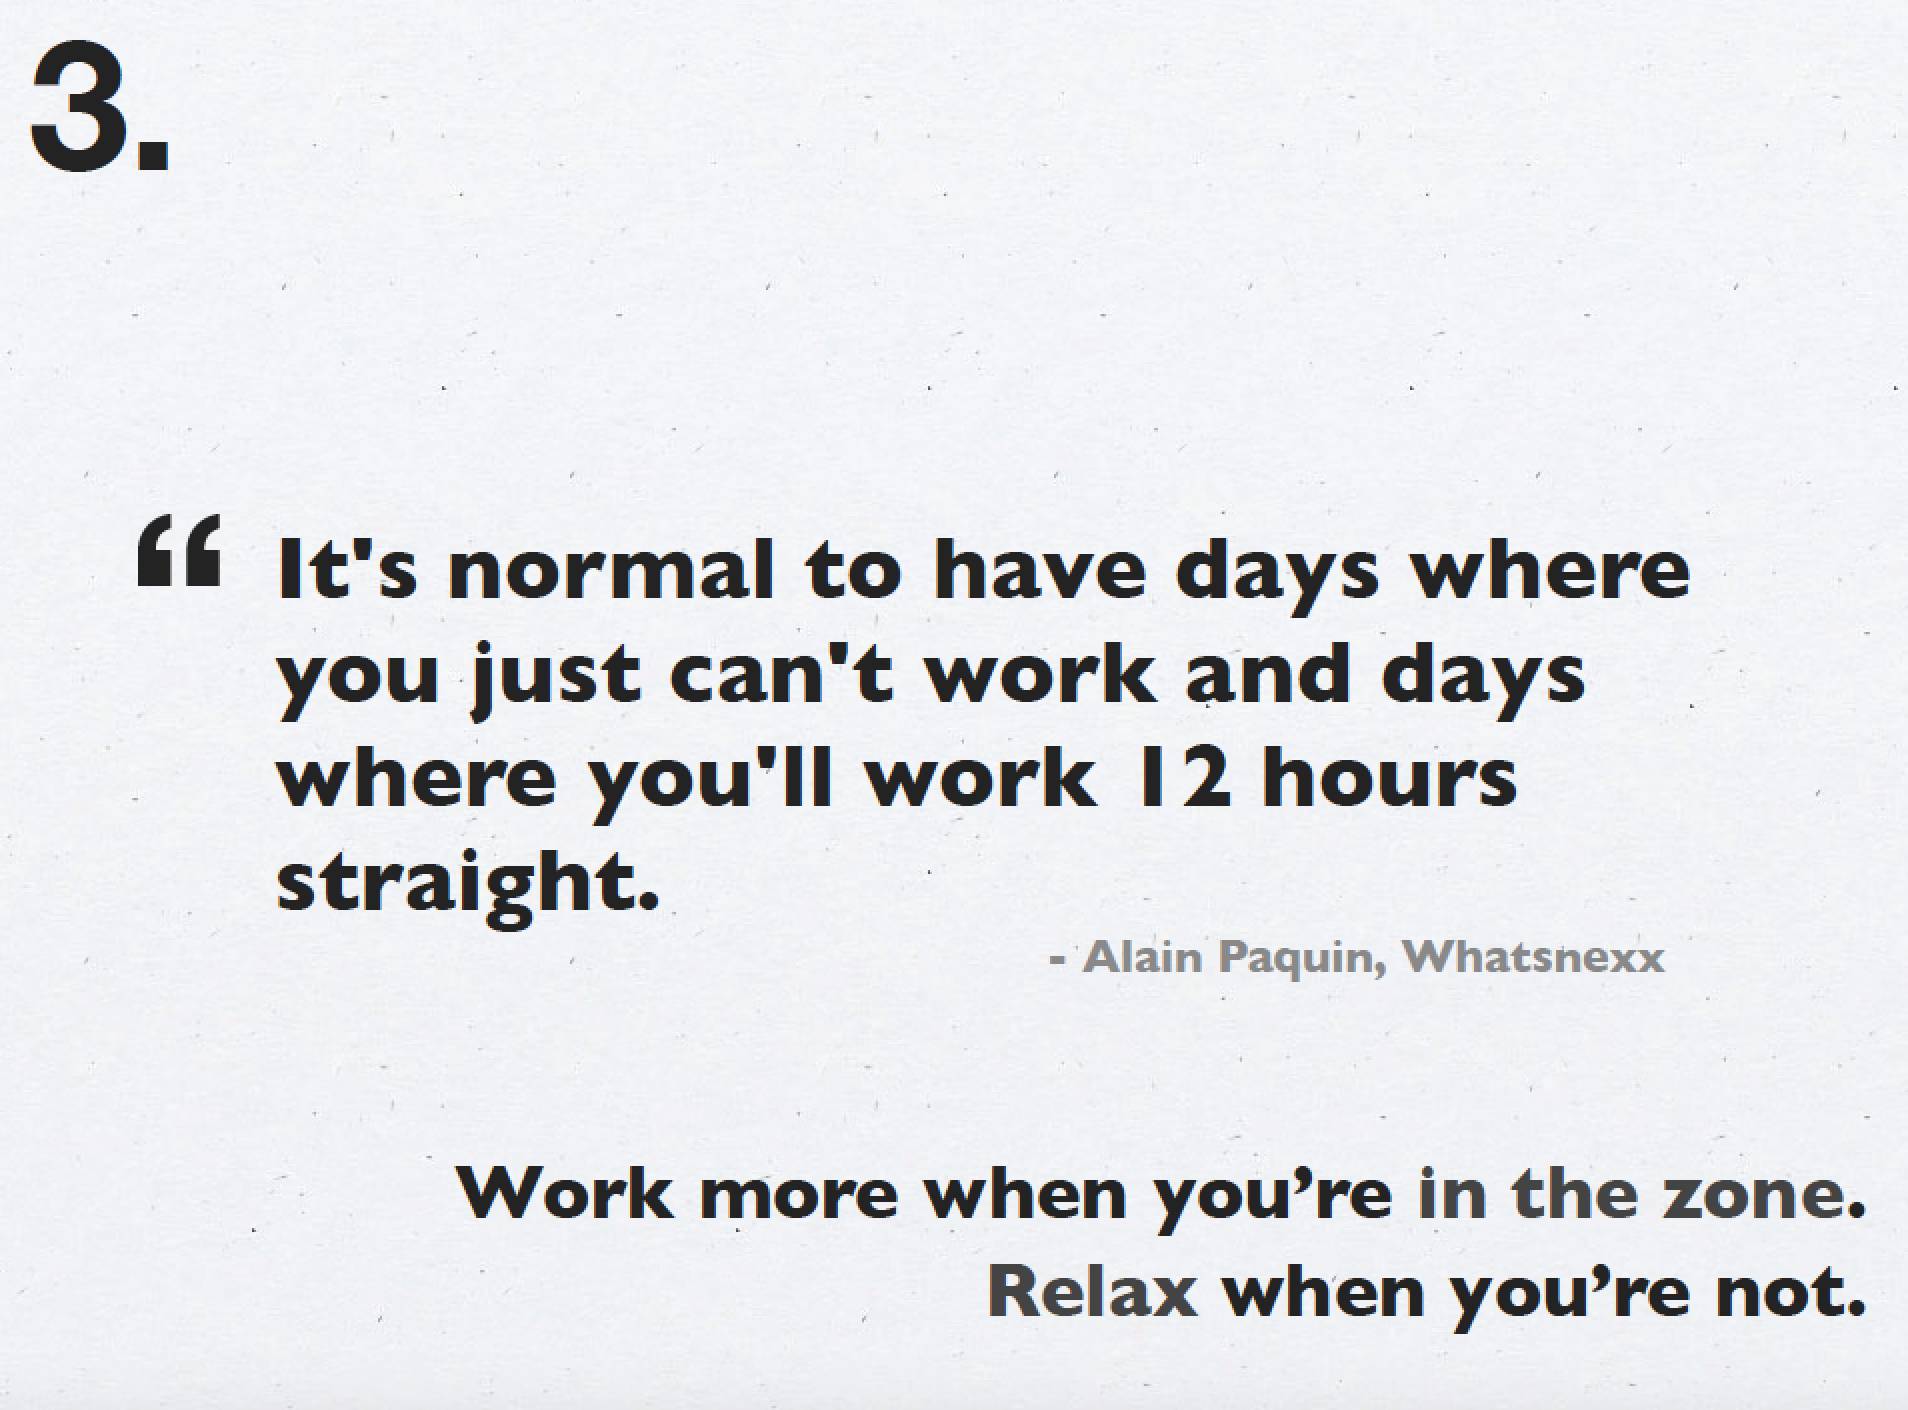 3.
“ It's normal to have days where
you just can't work and days
where you'll work 12 hours
straight.
- Alain Paquin, Whatsnexx
Work more when you’re in the zone.
Relax when you’re not.